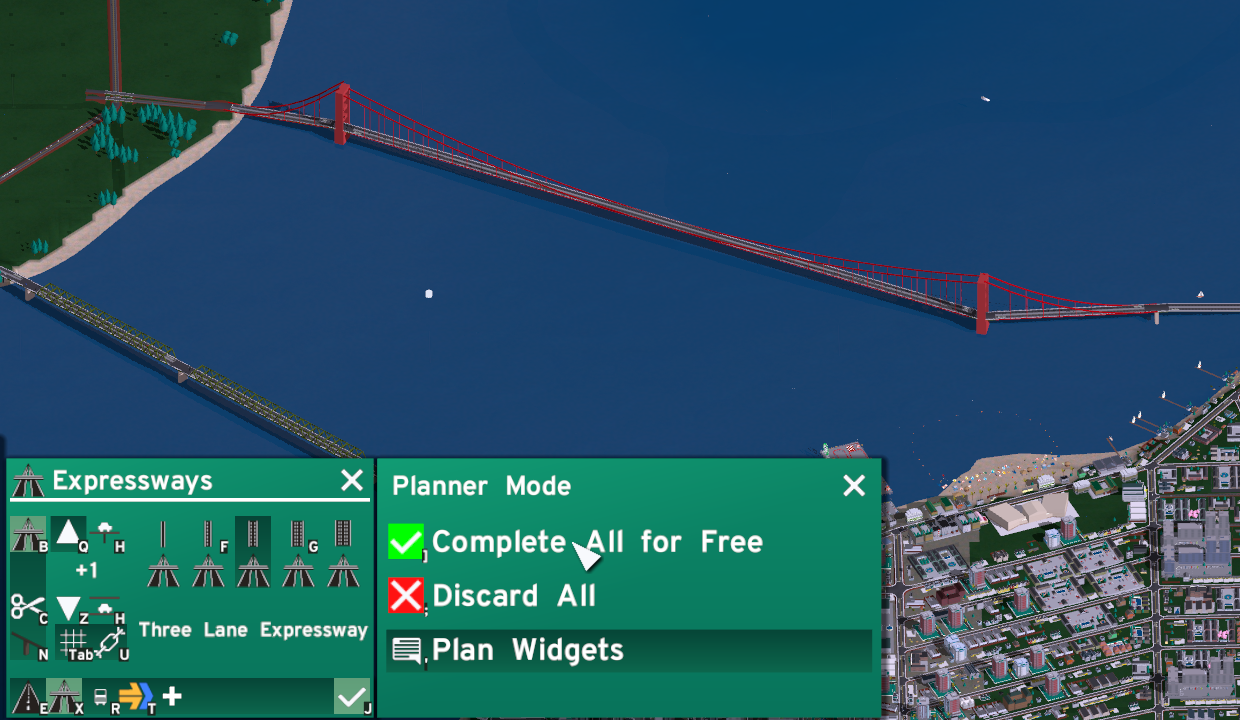 Expressways
B
Q
H
F
G
+1
C
Z
H
Three Lane Expressway
N
Tab
U
E
X
R
T
J
Planner Mode
Complete All for Free
Discard All
;
Plan Widgets